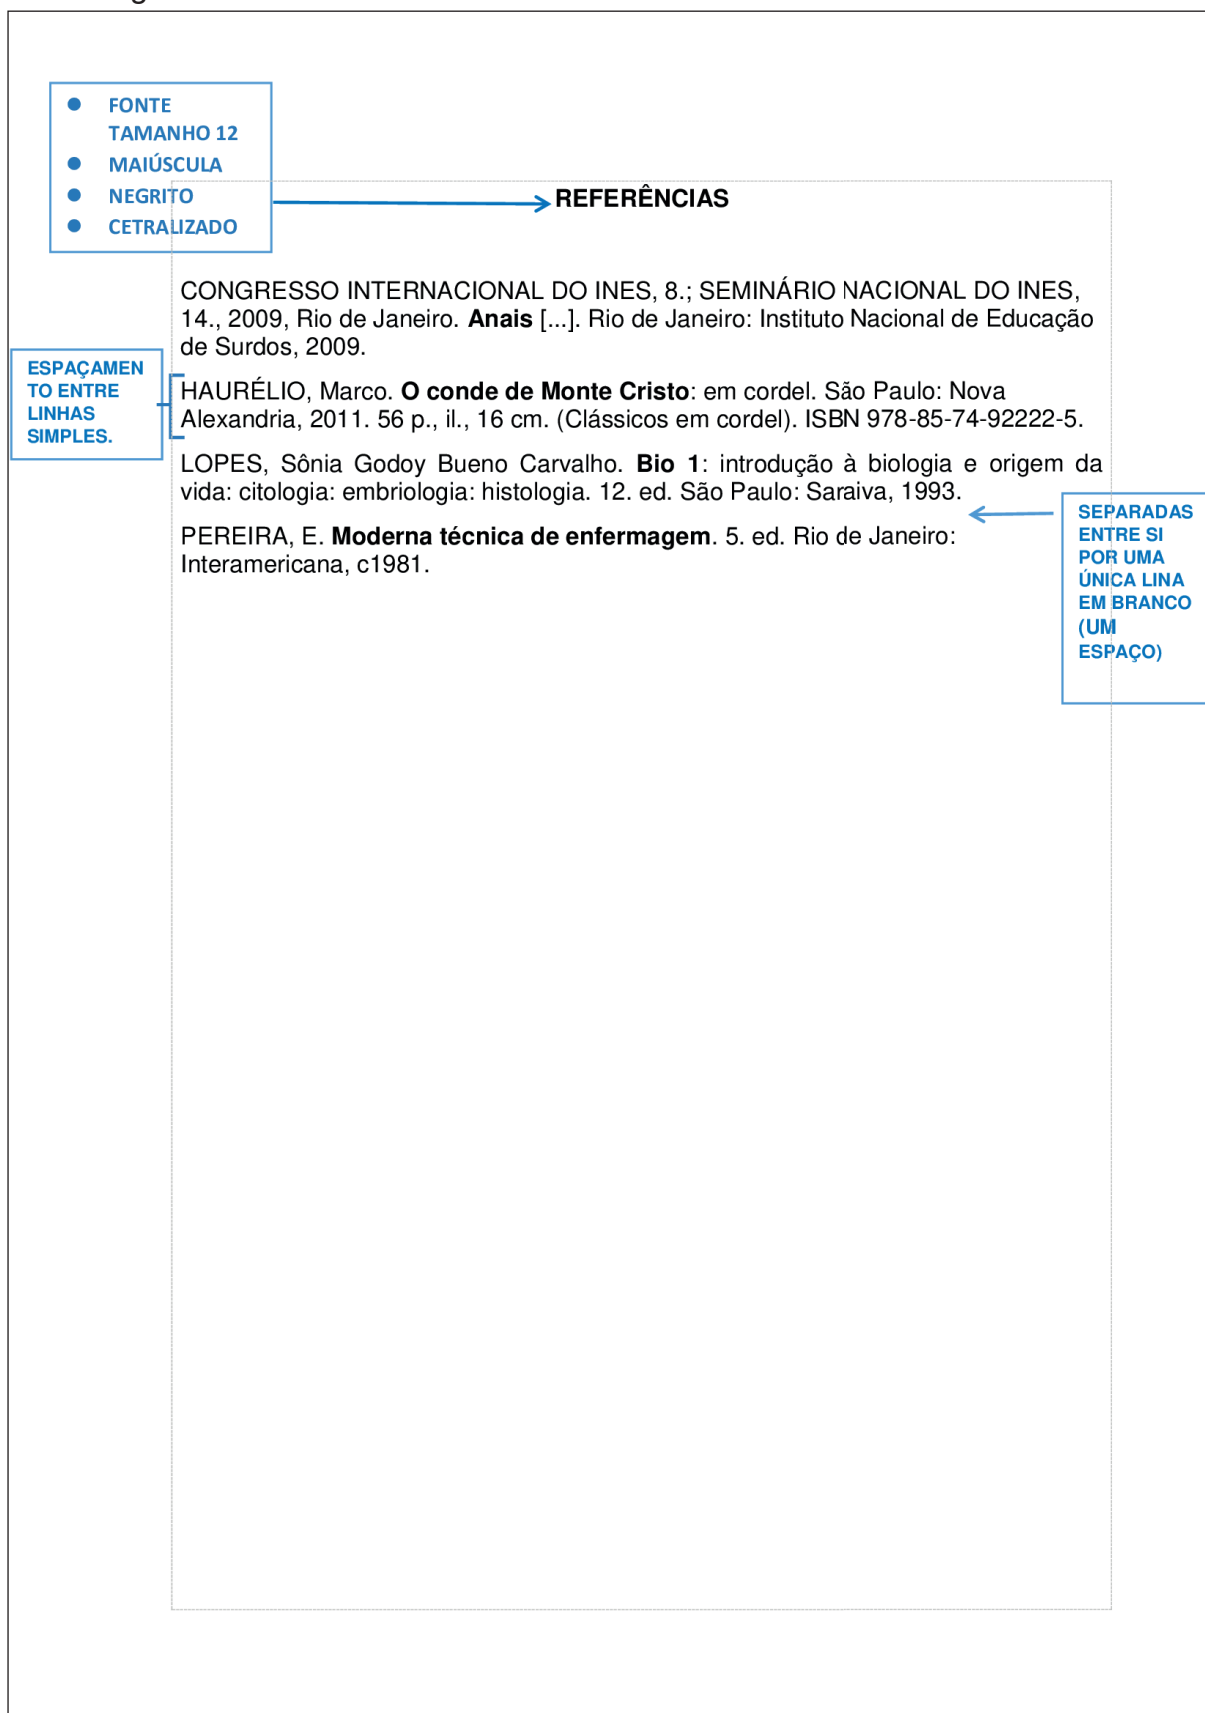 FONTE
TAMANHO 12
MAIÚSCULA
NEGRITO
CETRALIZADO
REFERÊNCIAS
CONGRESSO INTERNACIONAL DO INES, 8.; SEMINÁRIO NACIONAL DO INES,
14., 2009, Rio de Janeiro. Anais [...]. Rio de Janeiro: Instituto Nacional de Educação
de Surdos, 2009.
ESPAÇAMEN
TO ENTRE
LINHAS
SIMPLES.
HAURÉLIO, Marco. O conde de Monte Cristo: em cordel. São Paulo: Nova
Alexandria, 2011. 56 p., il., 16 cm. (Clássicos em cordel). ISBN 978-85-74-92222-5.
LOPES, Sônia Godoy Bueno Carvalho. Bio 1: introdução à biologia e origem da
vida: citologia: embriologia: histologia. 12. ed. São Paulo: Saraiva, 1993.
PEREIRA, E. Moderna técnica de enfermagem. 5. ed. Rio de Janeiro:
Interamericana, c1981.
SEPARADAS
ENTRE SI
POR UMA
ÚNICA LINA
EM BRANCO
(UM
ESPAÇO)